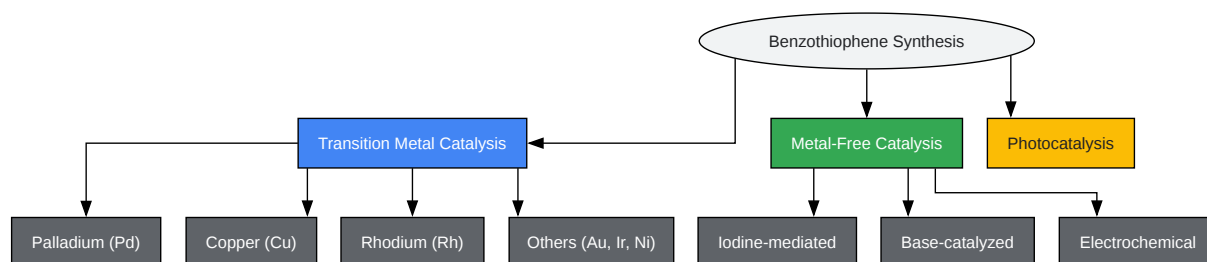 Benzothiophene Synthesis
Transition Metal Catalysis
Metal-Free Catalysis
Photocatalysis
Palladium (Pd)
Copper (Cu)
Rhodium (Rh)
Others (Au, Ir, Ni)
Iodine-mediated
Base-catalyzed
Electrochemical